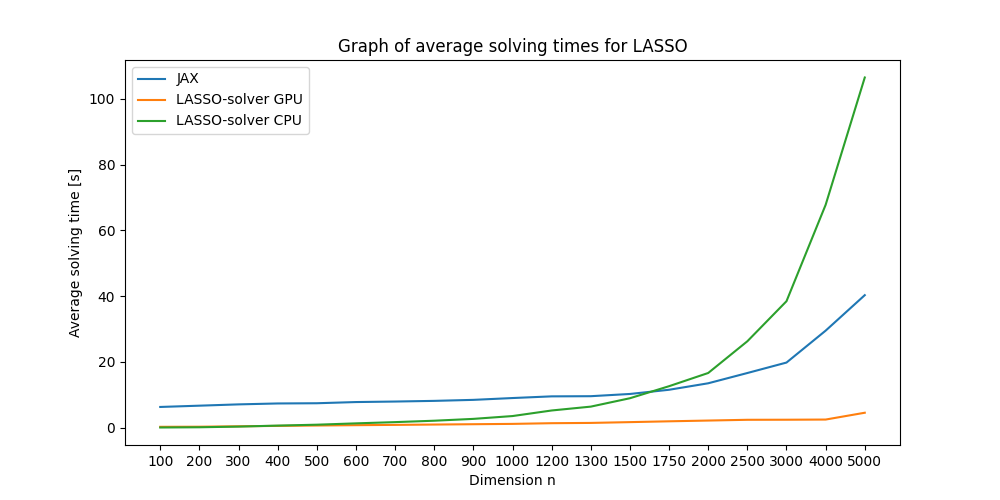 Graph of average solving times for LASSO
JAX
LASSO-solver GPU
LASSO-solver CPU
Average solving time [s]
100
80
60
40
20
0
100 200 300 400 500 600 700 800 900 1000 1200 1300 1500 1750 2000 2500 3000 4000 5000
Dimension n